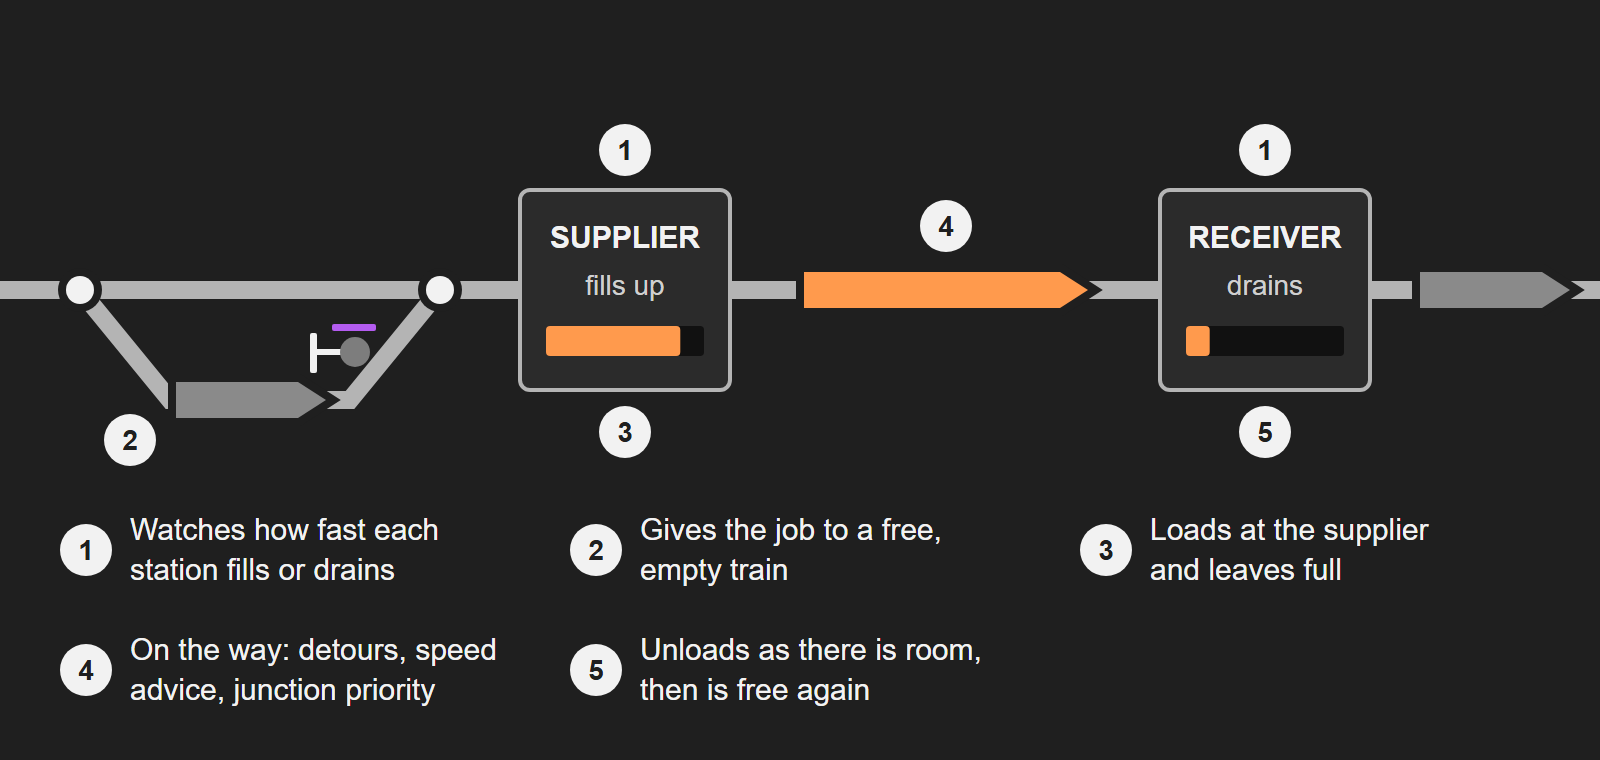 1
1
SUPPLIER
4
RECEIVER
fills up
drains
2
3
5
1
Watches how fast each
station fills or drains
2
Gives the job to a free,
empty train
3
Loads at the supplier
and leaves full
4
On the way: detours, speed
advice, junction priority
5
Unloads as there is room,
then is free again